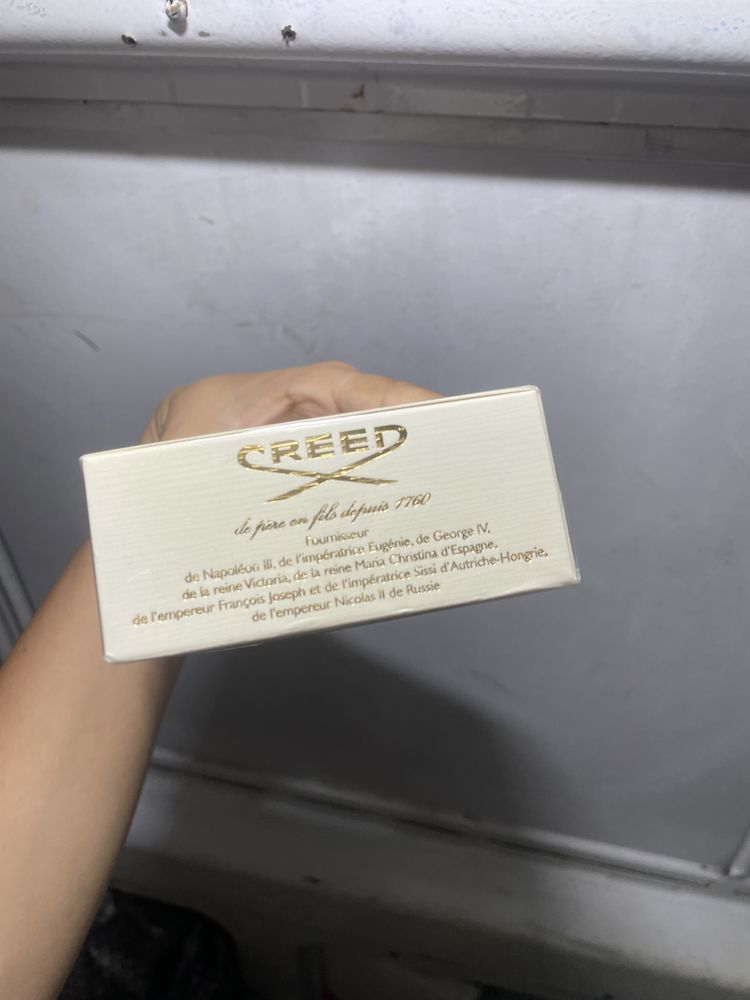 CREED
de père en fils depuis 1760
Fournisseur
de Napoléon III, de l'impératrice Eugénie, de George IV,
de la reine Victoria, de la reine Maria Christina d'Espagne,
de l'empereur François Joseph et de l'impératrice Sissi d'Autriche-Hongrie,
de l'empereur Nicolas II de Russie